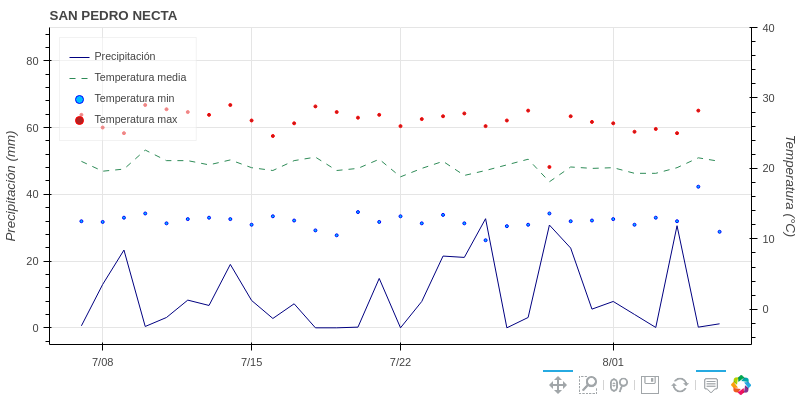 SAN PEDRO NECTA
Precipitación
Temperatura media
Temperatura min
Temperatura max
Precipitación (mm)
80
60
40
20
0
Temperatura (°C)
40
30
20
10
0
7/08
7/15
7/22
8/01